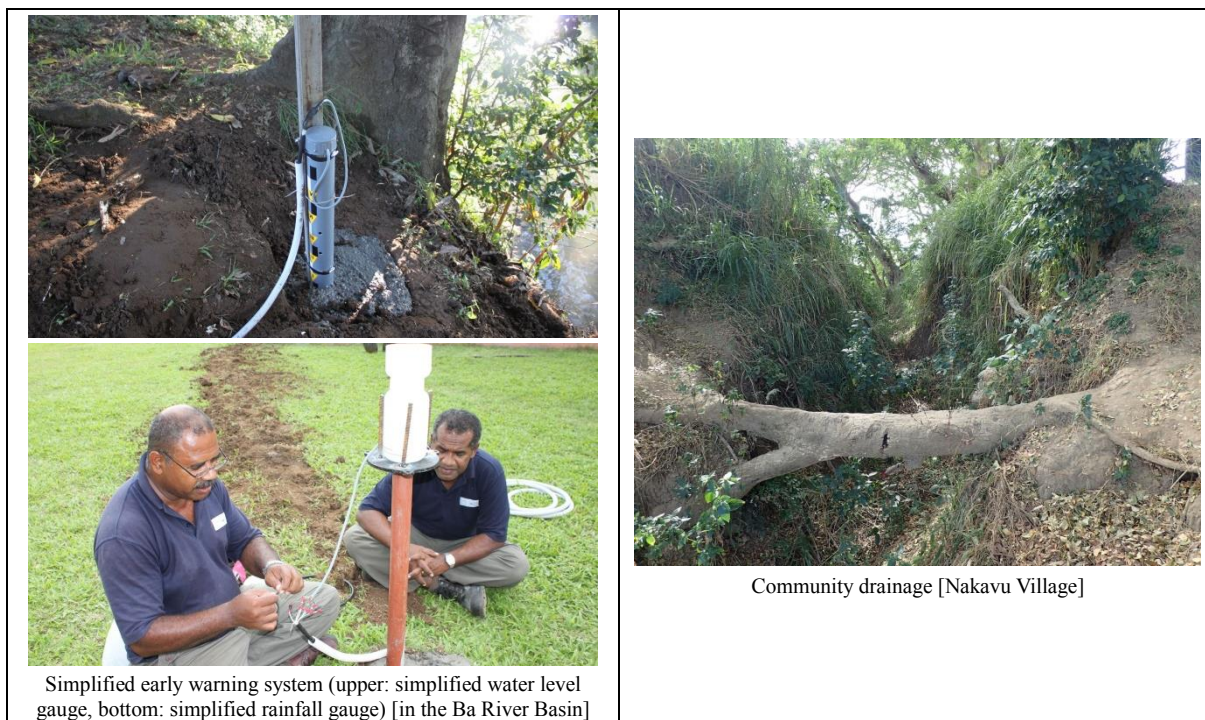 Simplified early warning system (upper: simplified water level
gauge, bottom: simplified rainfall gauge) [in the Ba River Basin]
Community drainage [Nakavu Village]